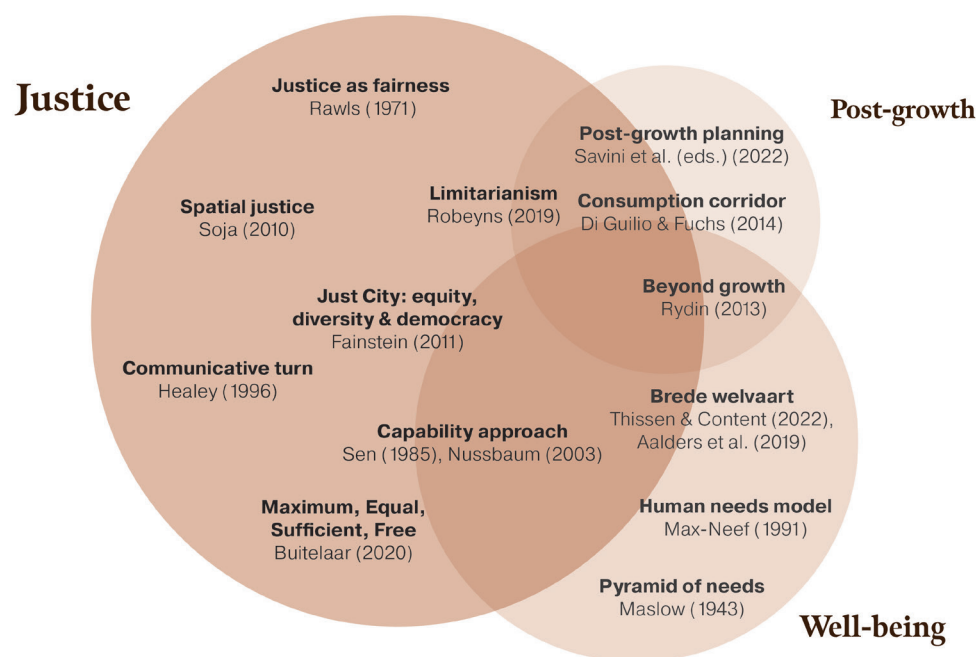 Justice
Post-growth
Justice as fairness
Rawls (1971)
Post-growth planning
Savini et al. (eds.) (2022)
Limitarianism
Robeyns (2019)
Consumption corridor
Di Guilio & Fuchs (2014)
Spatial justice
Soja (2010)
Beyond growth
Rydin (2013)
Just City: equity,
diversity & democracy
Fainstein (2011)
Communicative turn
Healey (1996)
Brede welvaart
Thissen & Content (2022),
Aalders et al. (2019)
Capability approach
Sen (1985), Nussbaum (2003)
Maximum, Equal,
Sufficient, Free
Buitelaar (2020)
Human needs model
Max-Neef (1991)
Pyramid of needs
Maslow (1943)
Well-being